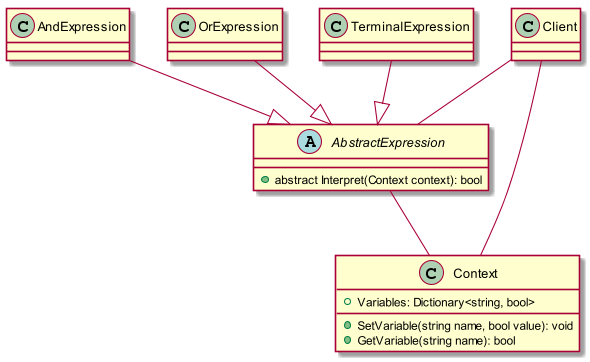 C AndExpression
C OrExpression
C TerminalExpression
C Client
A AbstractExpression
abstract Interpret(Context context): bool
C Context
Variables: Dictionary<string, bool>
SetVariable(string name, bool value): void
GetVariable(string name): bool